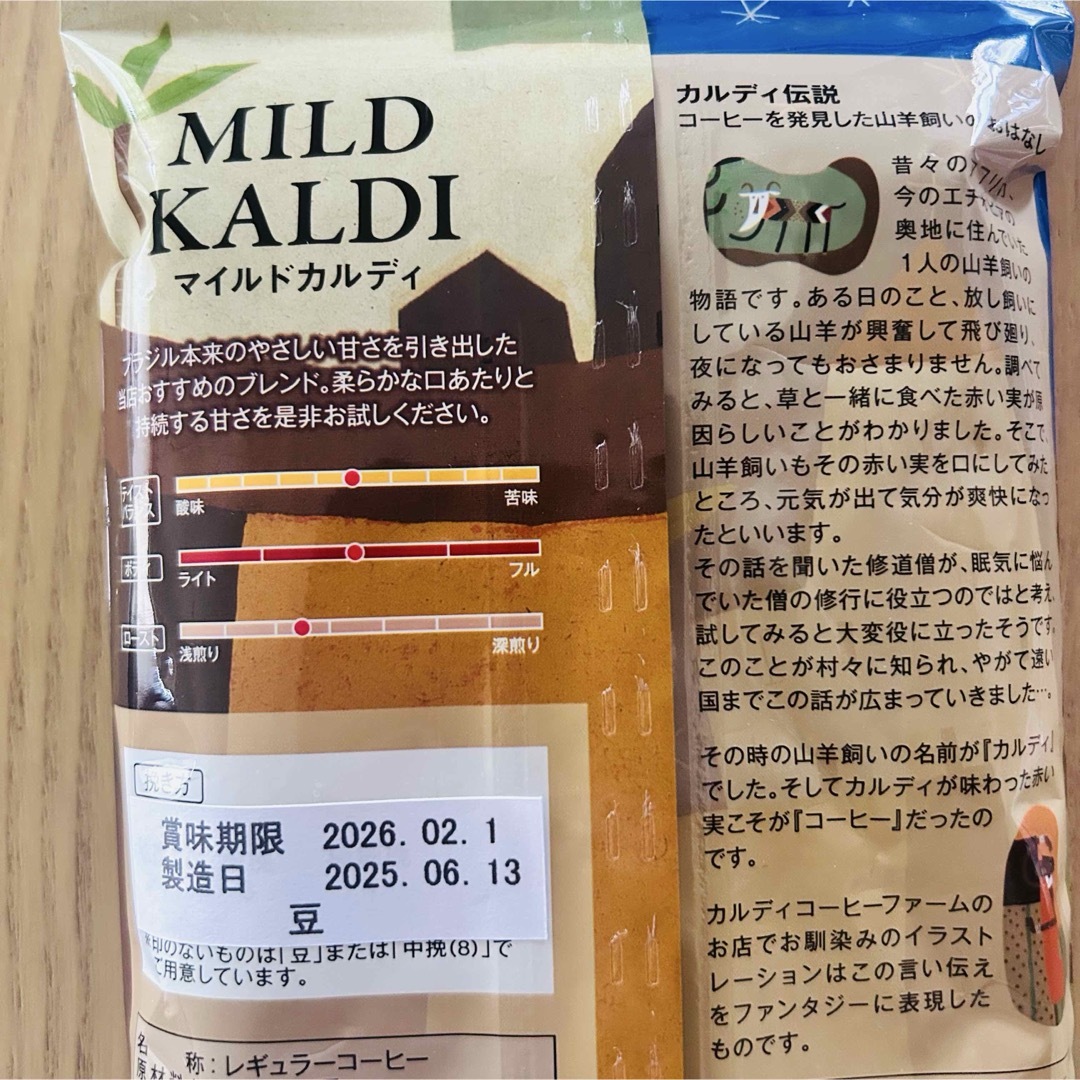 MILD
KALDI
マイルドカルディ
ブラジル本来のやさしい甘さを引き出した
当店おすすめのブレンド。柔らかな口あたりと
持続する甘さを是非お試しください。
酸味
苦味
ボディ
ライト
フル
ロースト
浅煎り
深煎り
挽き方
賞味期限 2026.02.1
製造日 2025.06.13
豆
※印のないものは「豆」または「中挽(8)」で
ご用意しています。
名 称:レギュラーコーヒー
カルディ伝説
コーヒーを発見した山羊飼いのおはなし
昔々の
今の
奥地に住んでいた
1人の山羊飼いの
物語です。ある日のこと、放し飼いに
している山羊が興奮して飛び廻り、
夜になってもおさまりません。調べて
みると、草と一緒に食べた赤い実が原
因らしいことがわかりました。そこで、
山羊飼いもその赤い実を口にしてみた
ところ、元気が出て気分が爽快になっ
たといいます。
その話を聞いた修道僧が、眠気に悩ん
でいた僧の修行に役立つのではと考え、
試してみると大変役に立ったそうです。
このことが村々に知られ、やがて遠い
国までこの話が広まっていきました…。
その時の山羊飼いの名前が『カルディ』
でした。そしてカルディが味わった赤い
実こそが『コーヒー』だったの
です。
カルディコーヒーファームの
お店でお馴染みのイラスト
レーションはこの言い伝え
をファンタジーに表現した
ものです。